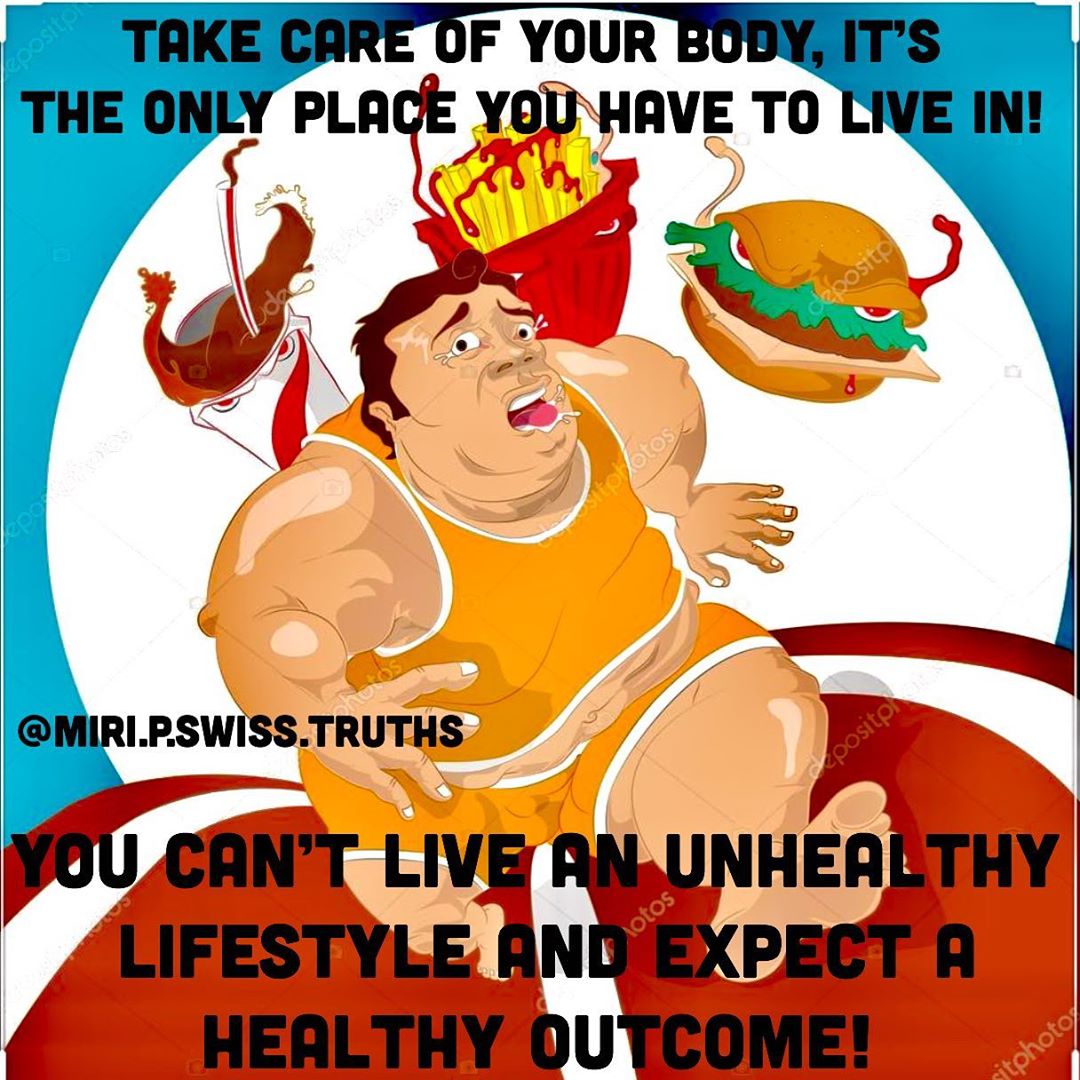 TAKE CARE OF YOUR BODY, IT'S
THE ONLY PLACE YOU HAVE TO LIVE IN!
@MIRI.P.SWISS.TRUTHS
YOU CAN'T LIVE AN UNHEALTHY
LIFESTYLE AND EXPECT A
HEALTHY OUTCOME!
depositphotos